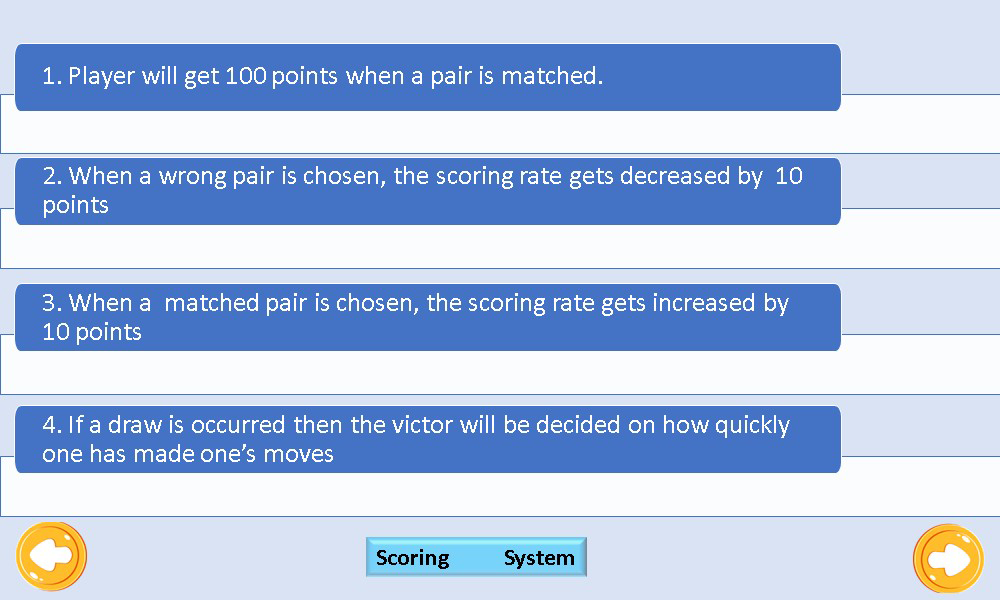 1. Player will get 100 points when a pair is matched.
2. When a wrong pair is chosen, the scoring rate gets decreased by  10
points
3. When a  matched pair is chosen, the scoring rate gets increased by
10 points
4. If a draw is occurred then the victor will be decided on how quickly
one has made one’s moves
Scoring System